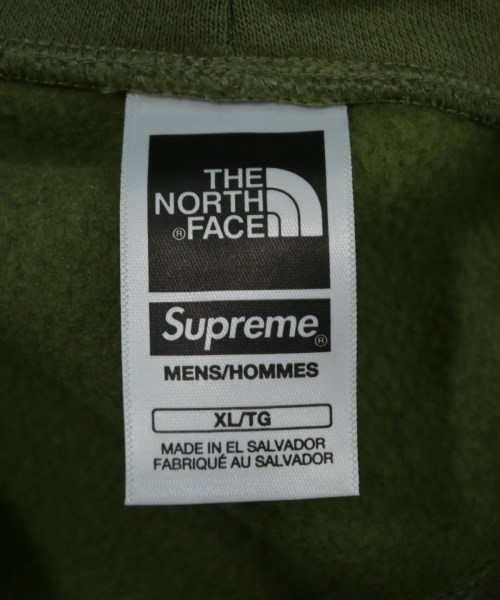 THE
NORTH
®FACE
Supreme®
MENS/HOMMES
XL/TG
MADE IN EL SALVADOR
FABRIQUÉ AU SALVADOR